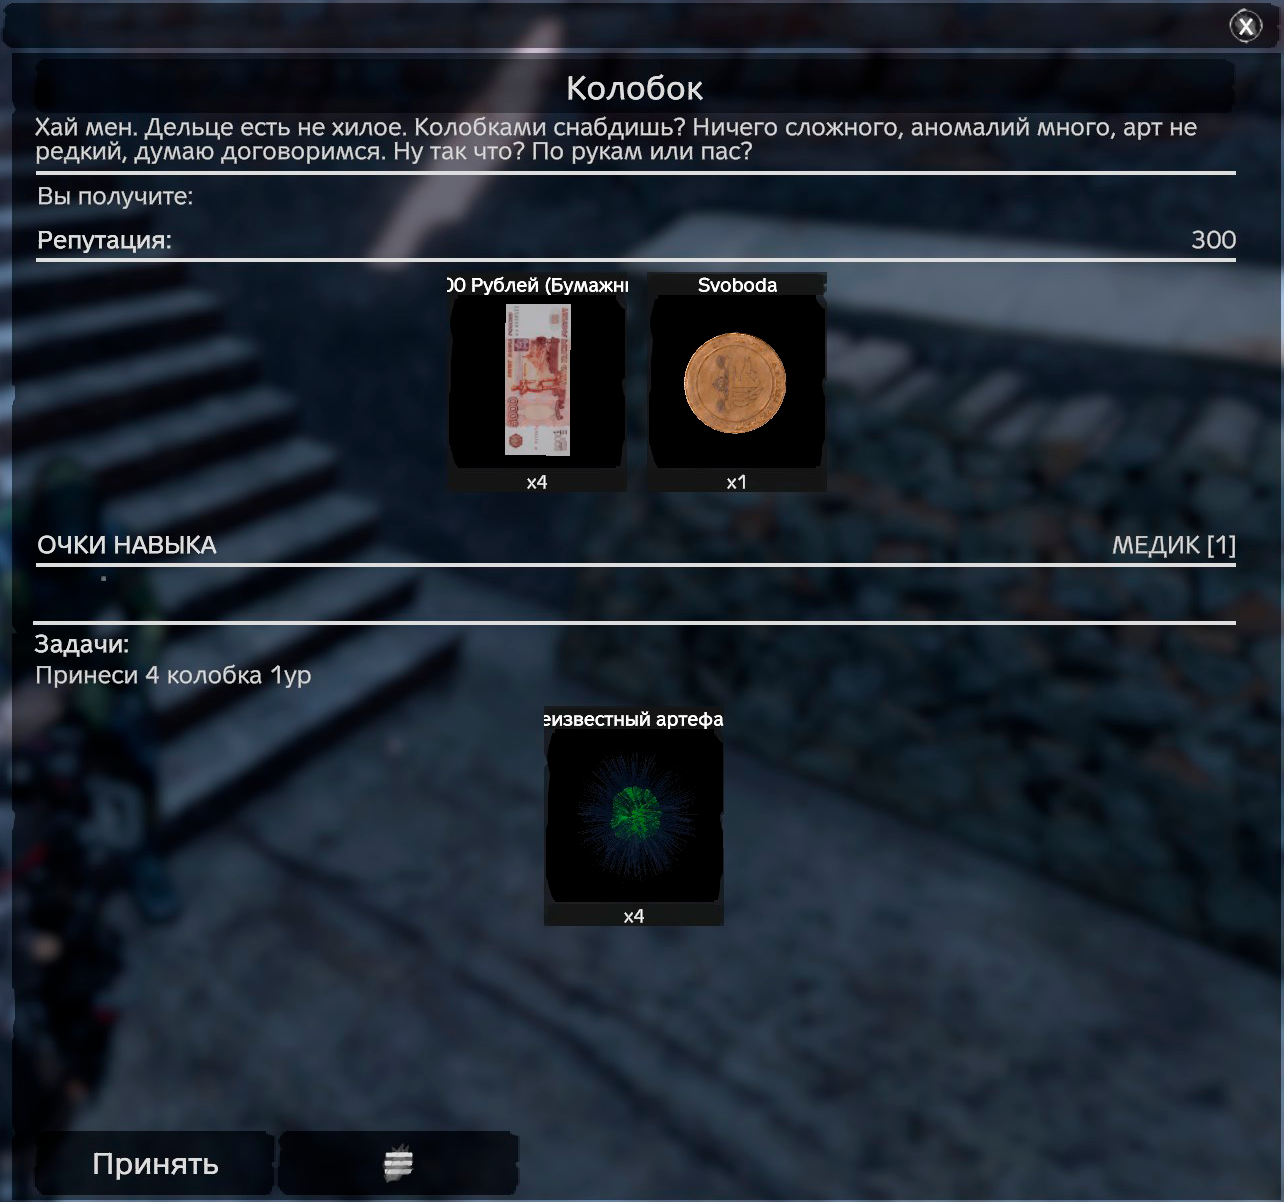 X
Колобок
Хай мен. Дельце есть не хилое. Колобками снабдишь? Ничего сложного, аномалий много, арт не
редкий, думаю договоримся. Ну так что? По рукам или пас?
Вы получите:
Репутация: 300
00 Рублей (Бумажн Svoboda
x4 x1
ОЧКИ НАВЫКА МЕДИК [1]
Задачи:
Принеси 4 колобка 1ур
еизвестный артефа
x4
Принять